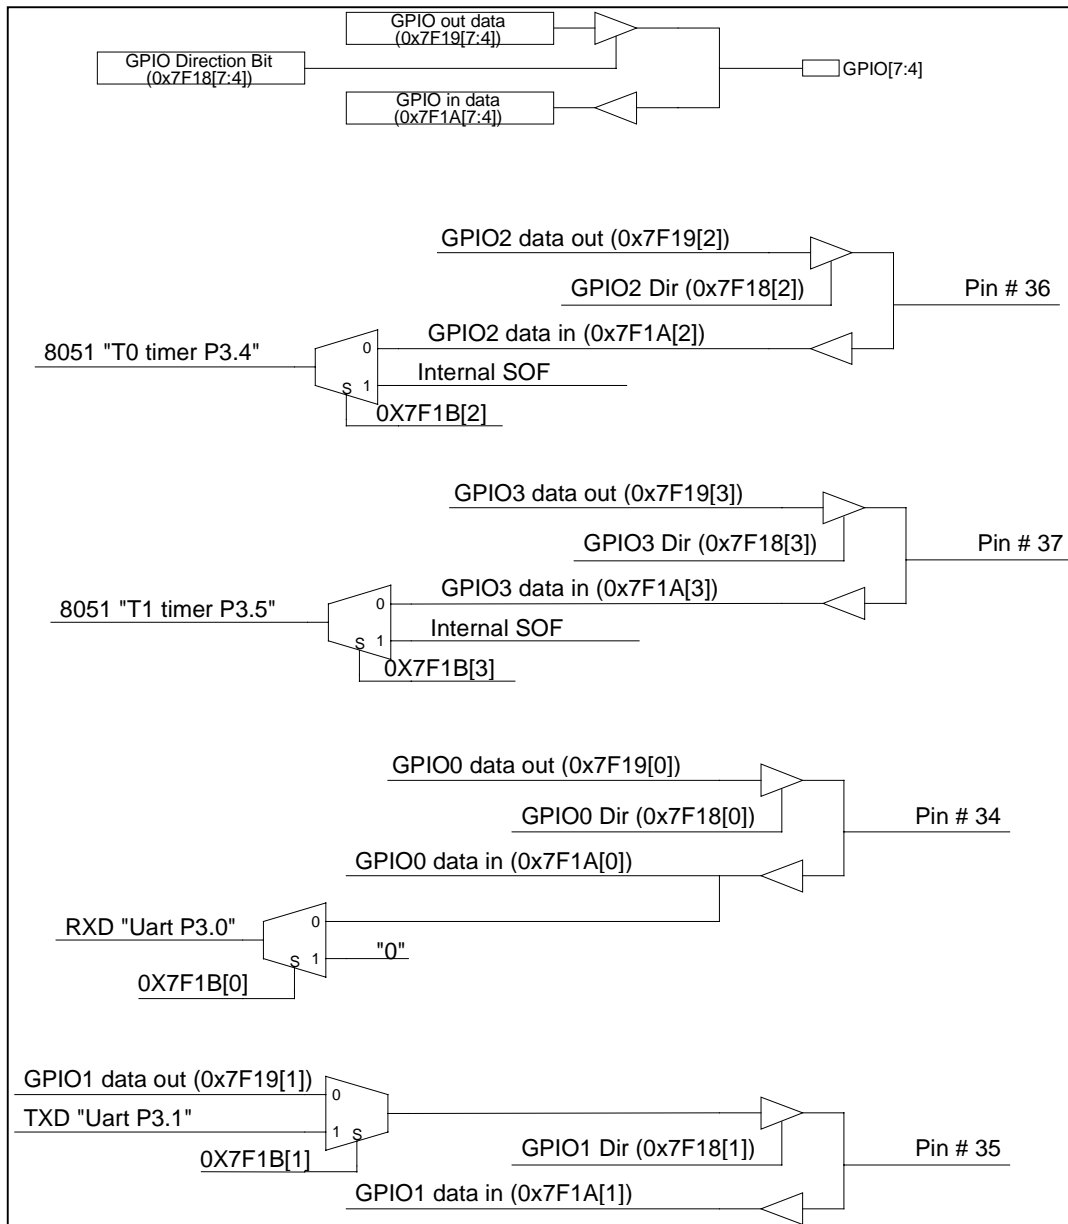 GPIO out data
(0x7F19[7:4])
GPIO Direction Bit
(0x7F18[7:4])
GPIO[7:4]
GPIO in data
(0x7F1A[7:4])
GPIO2 data out (0x7F19[2])
GPIO2 Dir (0x7F18[2])
Pin # 36
GPIO2 data in (0x7F1A[2])
8051 "T0 timer P3.4"
0
Internal SOF
S 1
0X7F1B[2]
GPIO3 data out (0x7F19[3])
GPIO3 Dir (0x7F18[3])
Pin # 37
GPIO3 data in (0x7F1A[3])
8051 "T1 timer P3.5"
0
Internal SOF
S 1
0X7F1B[3]
GPIO0 data out (0x7F19[0])
GPIO0 Dir (0x7F18[0])
Pin # 34
GPIO0 data in (0x7F1A[0])
RXD "Uart P3.0"
0
S 1
"0"
0X7F1B[0]
GPIO1 data out (0x7F19[1])
0
TXD "Uart P3.1"
1 S
0X7F1B[1]
GPIO1 Dir (0x7F18[1])
Pin # 35
GPIO1 data in (0x7F1A[1])